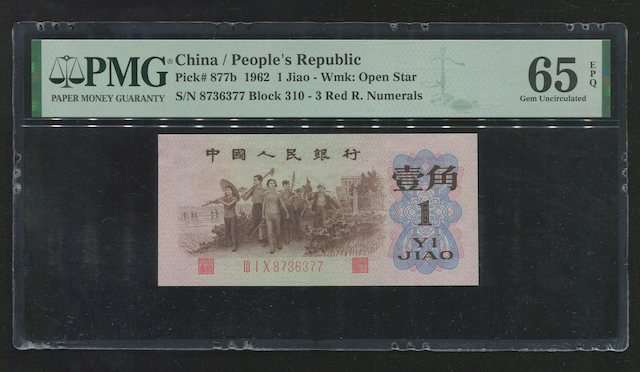 PMG
PAPER MONEY GUARANTY
China / People's Republic
Pick# 877b 1962 1 Jiao - Wmk: Open Star
S/N 8736377 Block 310 - 3 Red R. Numerals
65 EPQ
Gem Uncirculated
中國人民銀行
壹角
1
YI
JIAO
III I X 8736377